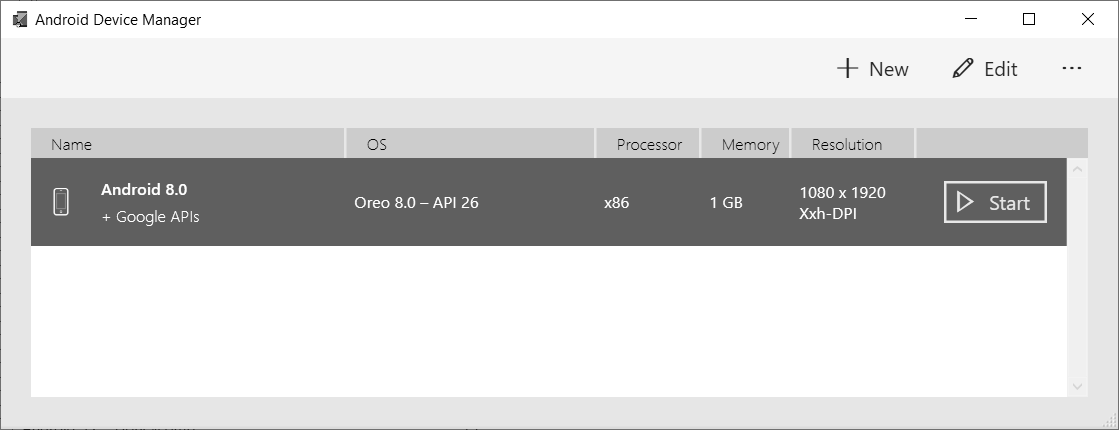 Android Device Manager
New Edit ...
Name OS Processor Memory Resolution
Android 8.0
+ Google APIs
Oreo 8.0 – API 26
x86
1 GB
1080 x 1920
Xxh-DPI
Start